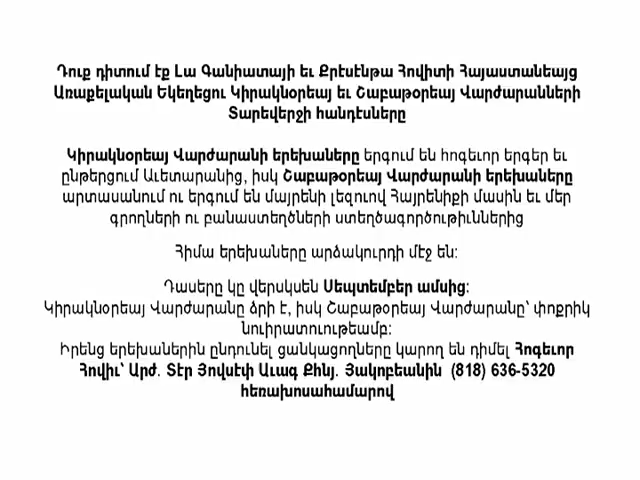 Դուք դիտում էք Լա Գանիատայի եւ Քրէսէնթա Հովիտի Հայաստանեայց
Առաքելական Եկեղեցու Կիրակնօրեայ եւ Շաբաթօրեայ Վարժարանների
Տարեվերջի հանդէսները
Կիրակնօրեայ Վարժարանի երեխաները երգում են հոգեւոր երգեր եւ
ընթերցում Աւետարանից, իսկ Շաբաթօրեայ Վարժարանի երեխաները
արտասանում ու երգում են մայրենի լեզուով Հայրենիքի մասին եւ մեր
գրողների ու բանաստեղծների ստեղծագործութիւններից
Հիմա երեխաները արձակուրդի մէջ են:
Դասերը կը վերսկսեն Սեպտեմբեր ամսից:
Կիրակնօրեայ Վարժարանը ձրի է, իսկ Շաբաթօրեայ Վարժարանը՝ փոքրիկ
նուիրատուութեամբ:
Իրենց երեխաներին ընդունել ցանկացողները կարող են դիմել Հոգեւոր
Հովիւ՝ Արժ. Տէր Յովսէփ Աւագ Քհնյ. Յակոբեանին (818) 636-5320
հեռախոսահամարով